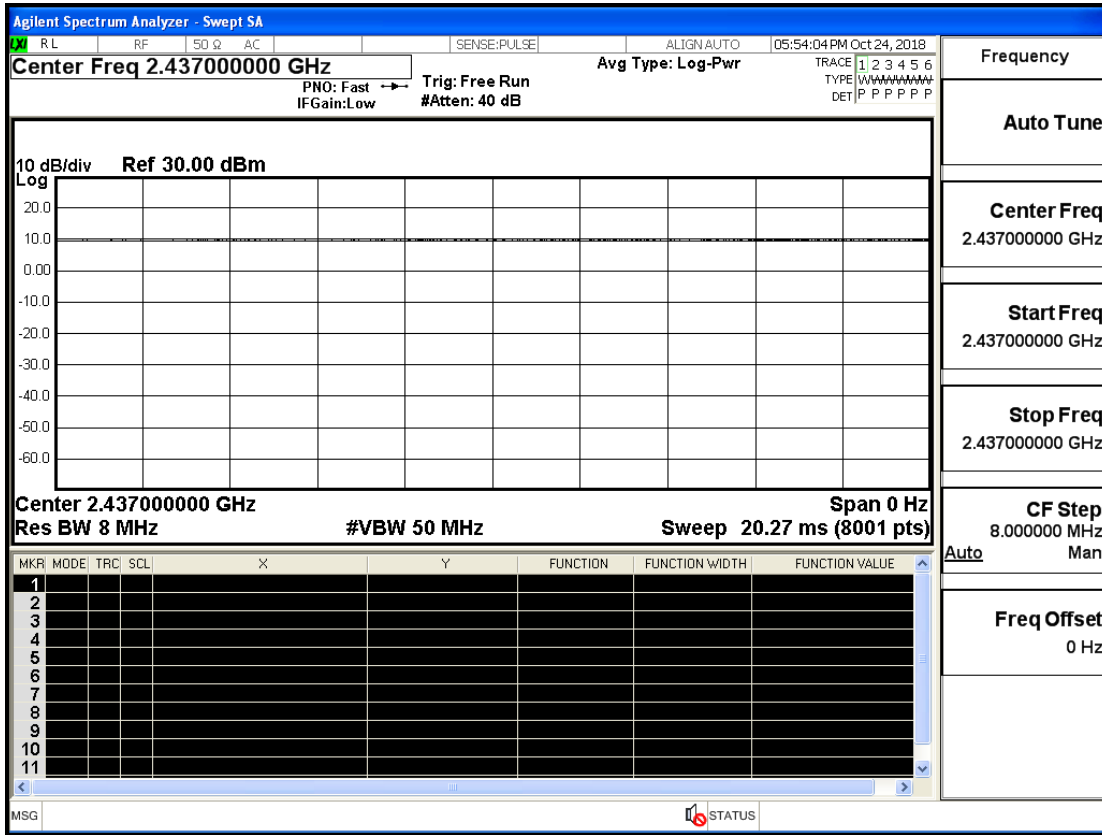 Agilent Spectrum Analyzer - Swept SA
LXI RL RF 50 Ω AC SENSE:PULSE ALIGN AUTO 05:54:04 PM Oct 24, 2018
Center Freq 2.437000000 GHz
PNO: Fast
IFGain:Low
Trig: Free Run
#Atten: 40 dB
Avg Type: Log-Pwr
TRACE 1 2 3 4 5 6
TYPE
DET P P P P P P
10 dB/div Ref 30.00 dBm
Log
20.0
10.0
0.00
-10.0
-20.0
-30.0
-40.0
-50.0
-60.0
Center 2.437000000 GHz Span 0 Hz
Res BW 8 MHz #VBW 50 MHz Sweep 20.27 ms (8001 pts)
MKR MODE TRC SCL X Y FUNCTION FUNCTION WIDTH FUNCTION VALUE
1
2
3
4
5
6
7
8
9
10
11
MSG STATUS
Frequency
Auto Tune
Center Freq
2.437000000 GHz
Start Freq
2.437000000 GHz
Stop Freq
2.437000000 GHz
CF Step
8.000000 MHz
Auto Man
Freq Offset
0 Hz